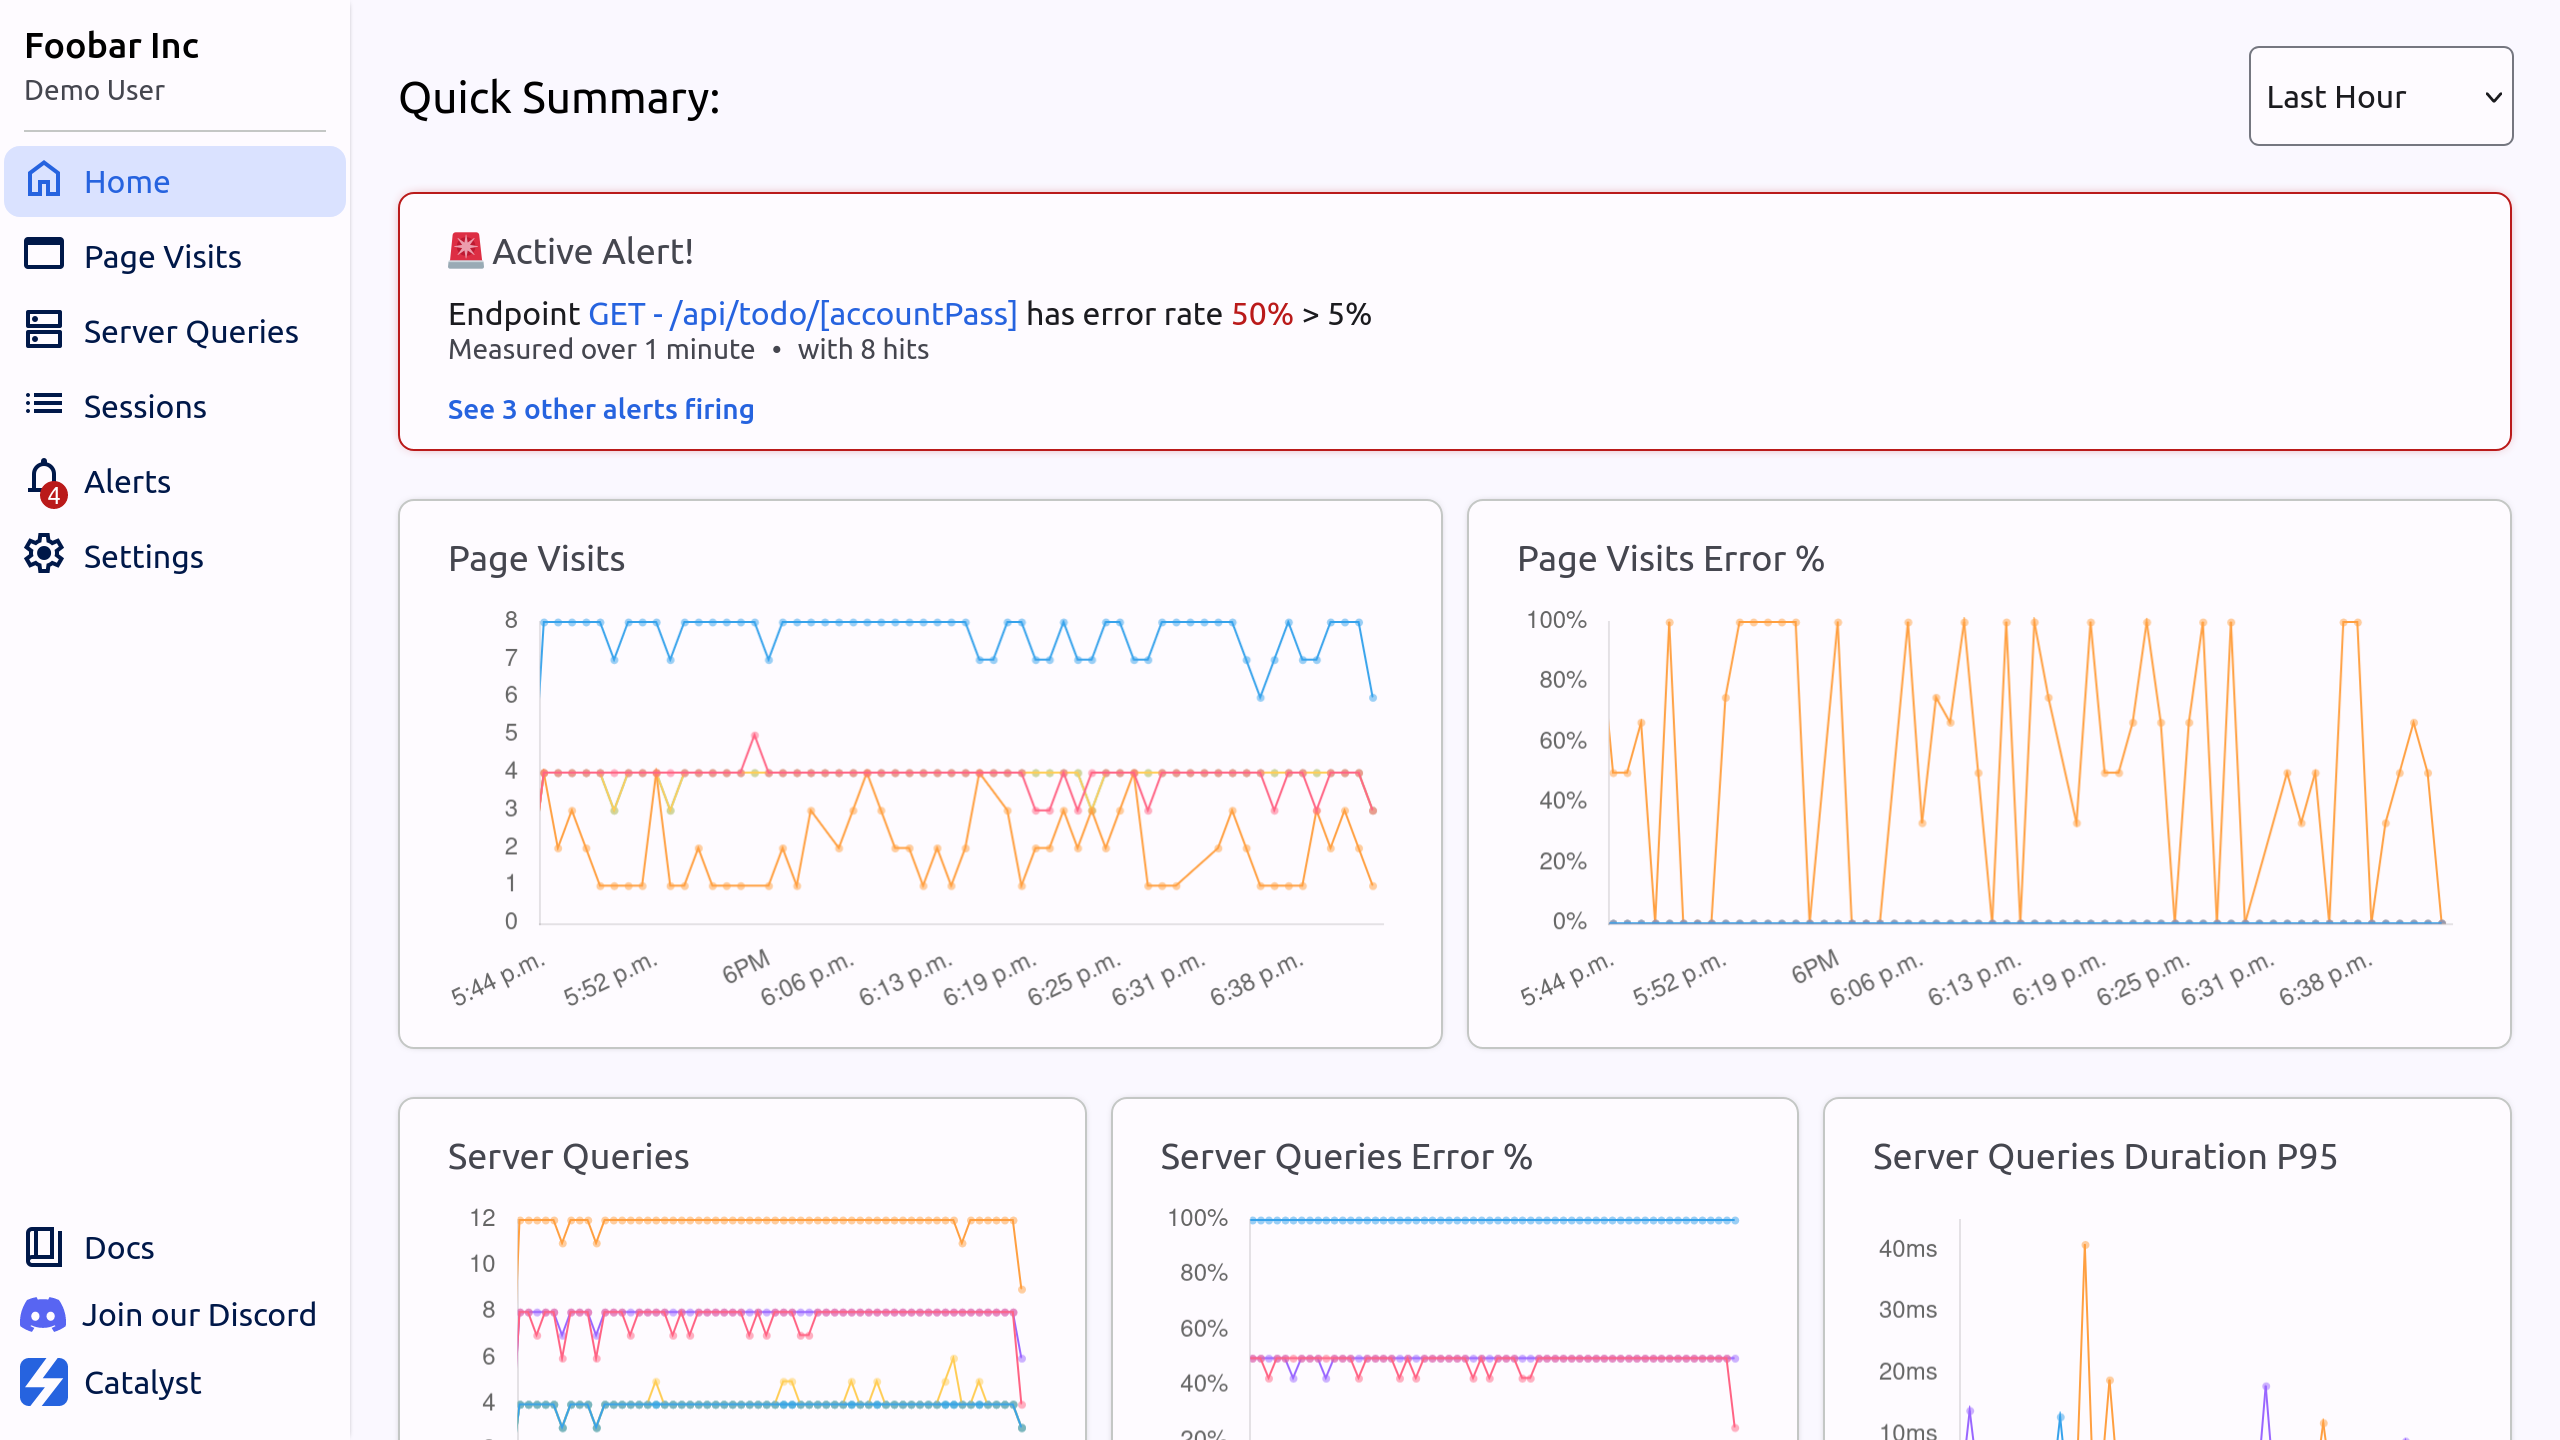 Foobar Inc
Demo User
Home
Page Visits
Server Queries
Sessions
4
Alerts
Settings
Docs
Join our Discord
Catalyst
Quick Summary:
Last Hour
Active Alert!
Endpoint GET - /api/todo/[accountPass] has error rate 50% > 5%
Measured over 1 minute • with 8 hits
See 3 other alerts firing
Page Visits
8
7
6
5
4
3
2
1
0
5:44 p.m.
5:52 p.m.
6PM
6:06 p.m.
6:13 p.m.
6:19 p.m.
6:25 p.m.
6:31 p.m.
6:38 p.m.
Page Visits Error %
100%
80%
60%
40%
20%
0%
5:44 p.m.
5:52 p.m.
6PM
6:06 p.m.
6:13 p.m.
6:19 p.m.
6:25 p.m.
6:31 p.m.
6:38 p.m.
Server Queries
12
10
8
6
4
Server Queries Error %
100%
80%
60%
40%
20%
Server Queries Duration P95
40ms
30ms
20ms
10ms